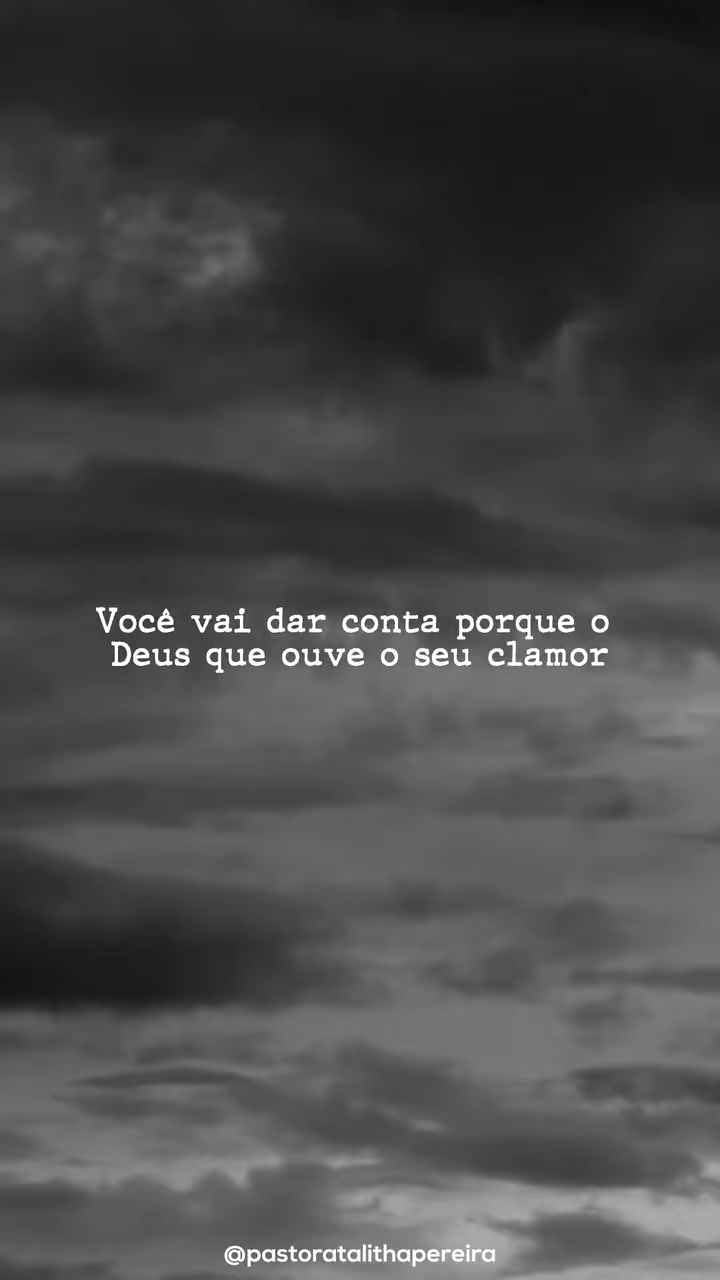 Você vai dar conta porque o
Deus que ouve o seu clamor
@pastoratalithapereira